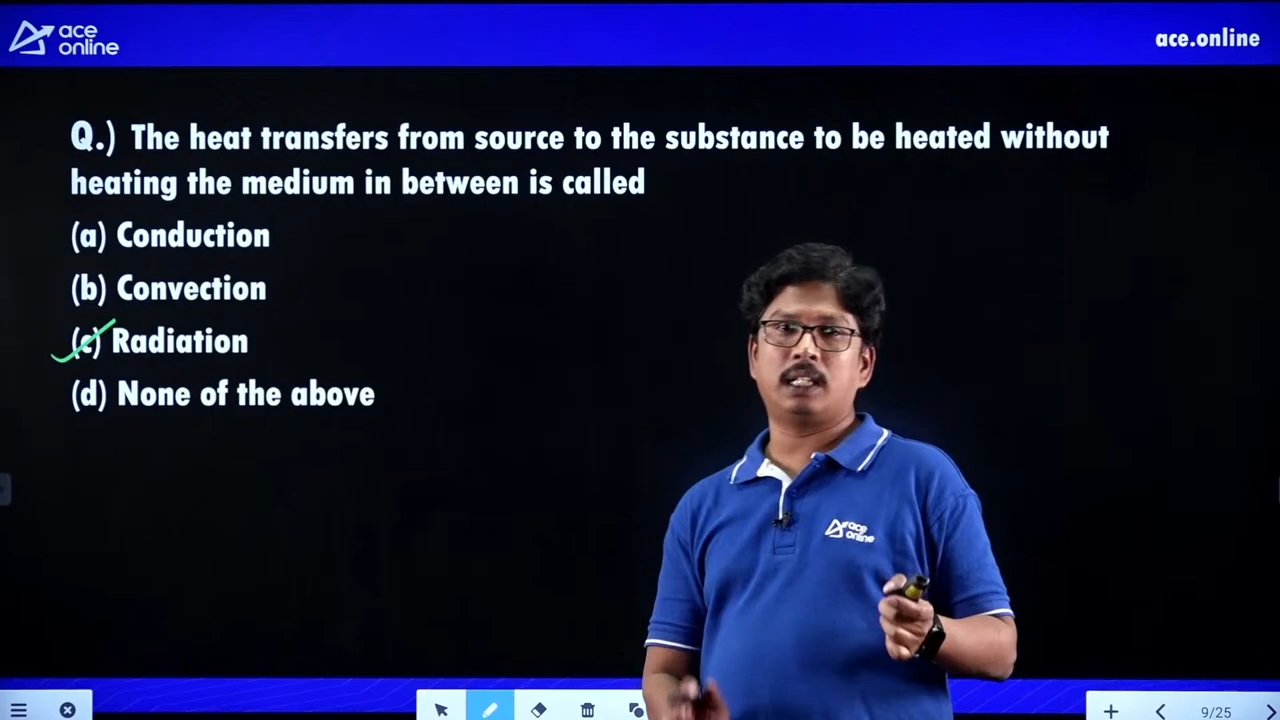 ace
online
ace.online
Q.) The heat transfers from source to the substance to be heated without
heating the medium in between is called
(a) Conduction
(b) Convection
(c) Radiation
(d) None of the above
ace
online
9/25